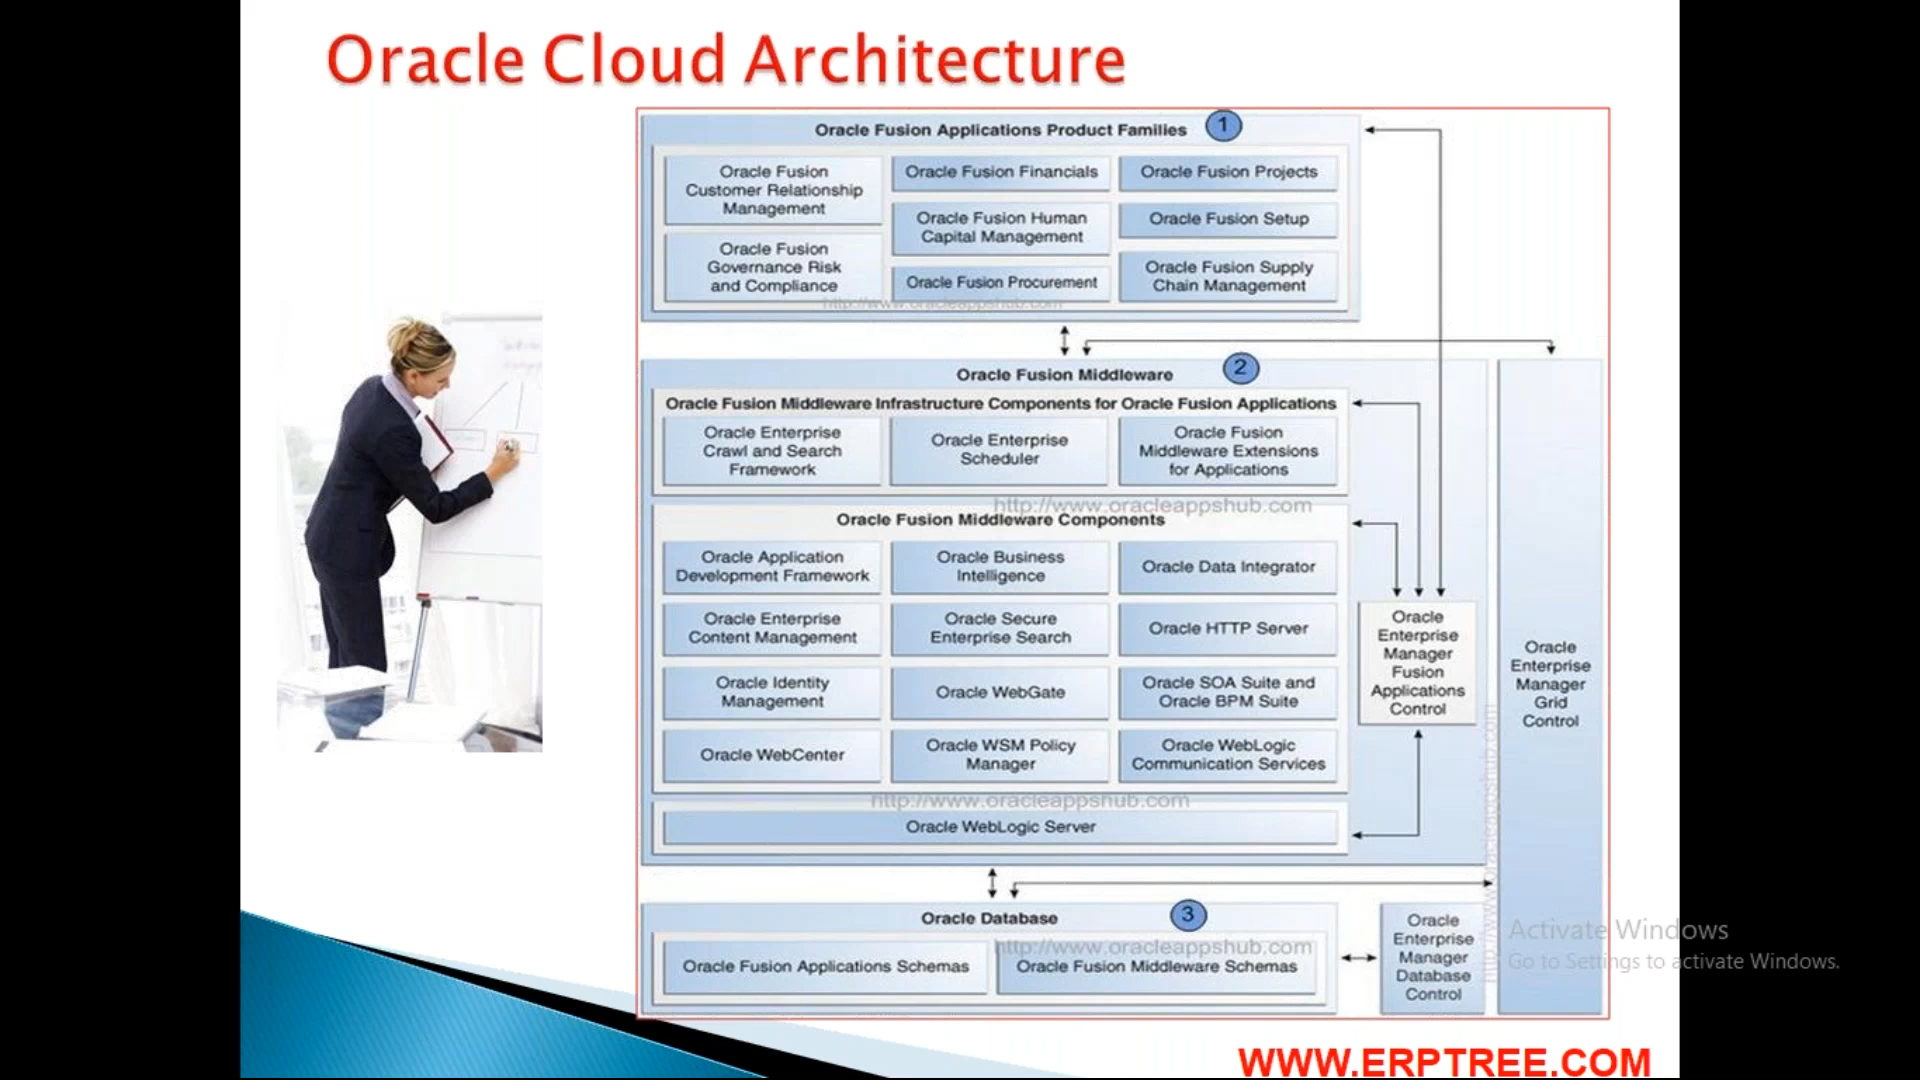 Oracle Cloud Architecture
Oracle Fusion Applications Product Families
1
Oracle Fusion
Customer Relationship
Management
Oracle Fusion Financials
Oracle Fusion Projects
Oracle Fusion Human
Capital Management
Oracle Fusion Setup
Oracle Fusion
Governance Risk
and Compliance
Oracle Fusion Procurement
Oracle Fusion Supply
Chain Management
http://www.oracleappshub.com
Oracle Fusion Middleware
2
Oracle Fusion Middleware Infrastructure Components for Oracle Fusion Applications
Oracle Enterprise
Crawl and Search
Framework
Oracle Enterprise
Scheduler
Oracle Fusion
Middleware Extensions
for Applications
http://www.oracleappshub.com
Oracle Fusion Middleware Components
Oracle Application
Development Framework
Oracle Business
Intelligence
Oracle Data Integrator
Oracle Enterprise
Content Management
Oracle Secure
Enterprise Search
Oracle HTTP Server
Oracle Identity
Management
Oracle WebGate
Oracle SOA Suite and
Oracle BPM Suite
Oracle WebCenter
Oracle WSM Policy
Manager
Oracle WebLogic
Communication Services
http://www.oracleappshub.com
Oracle WebLogic Server
Oracle
Enterprise
Manager
Fusion
Applications
Control
Oracle
Enterprise
Manager
Grid
Control
http://www.oracleappshub.com
Oracle Database
3
http://www.oracleappshub.com
Oracle Fusion Applications Schemas
Oracle Fusion Middleware Schemas
Oracle
Enterprise
Manager
Database
Control
Activate Windows
Go to Settings to activate Windows.
WWW.ERPTREE.COM